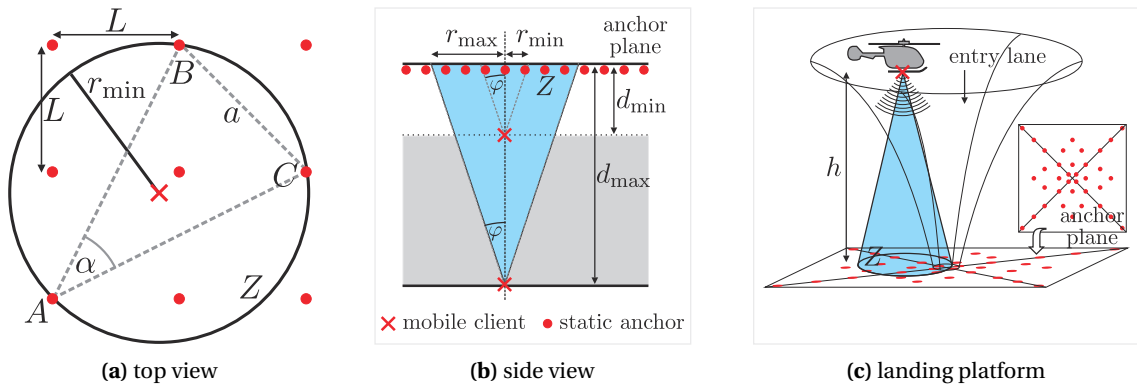 L
B
L
r_min
a
C
α
A
Z
(a) top view
r_max
r_min
anchor
plane
φ
Z
d_min
d_max
φ
mobile client
static anchor
(b) side view
entry lane
h
anchor
plane
Z
(c) landing platform